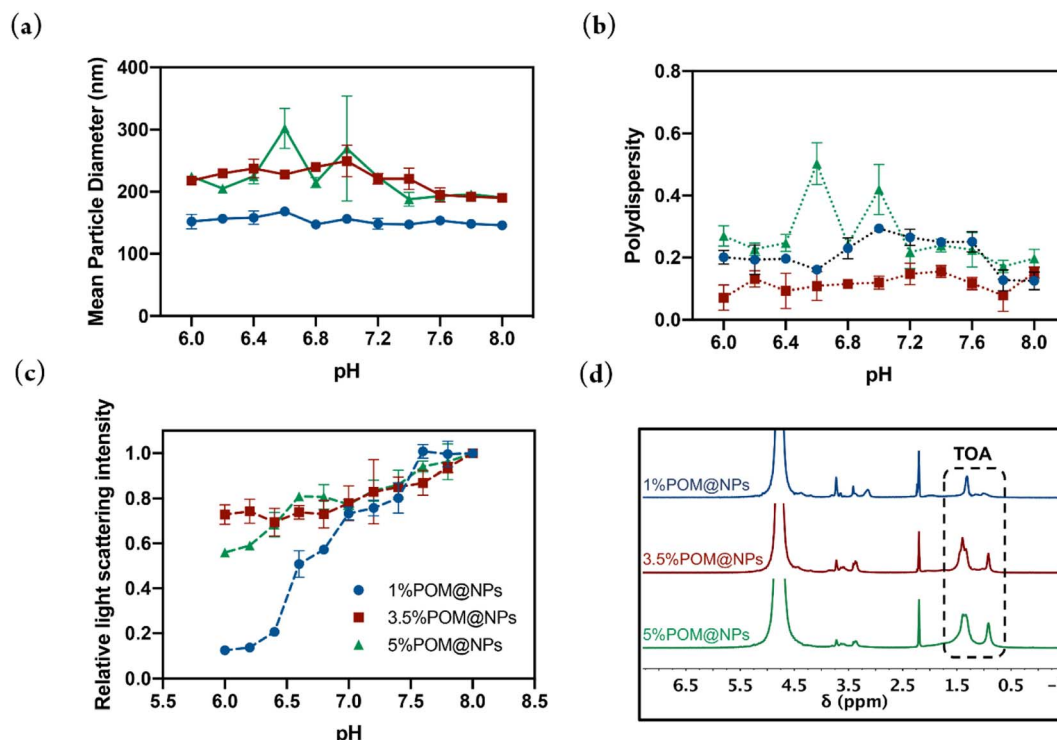 (a)
Mean Particle Diameter (nm)
400
300
200
100
0
6.0 6.4 6.8 7.2 7.6 8.0
pH
(b)
Polydispersity
0.8
0.6
0.4
0.2
0.0
6.0 6.4 6.8 7.2 7.6 8.0
pH
(c)
Relative light scattering intensity
1.0
0.8
0.6
0.4
0.2
0.0
5.5 6.0 6.5 7.0 7.5 8.0 8.5
pH
1%POM@NPs
3.5%POM@NPs
5%POM@NPs
(d)
TOA
1%POM@NPs
3.5%POM@NPs
5%POM@NPs
6.5 5.5 4.5 3.5 2.5 1.5 0.5 –
δ (ppm)